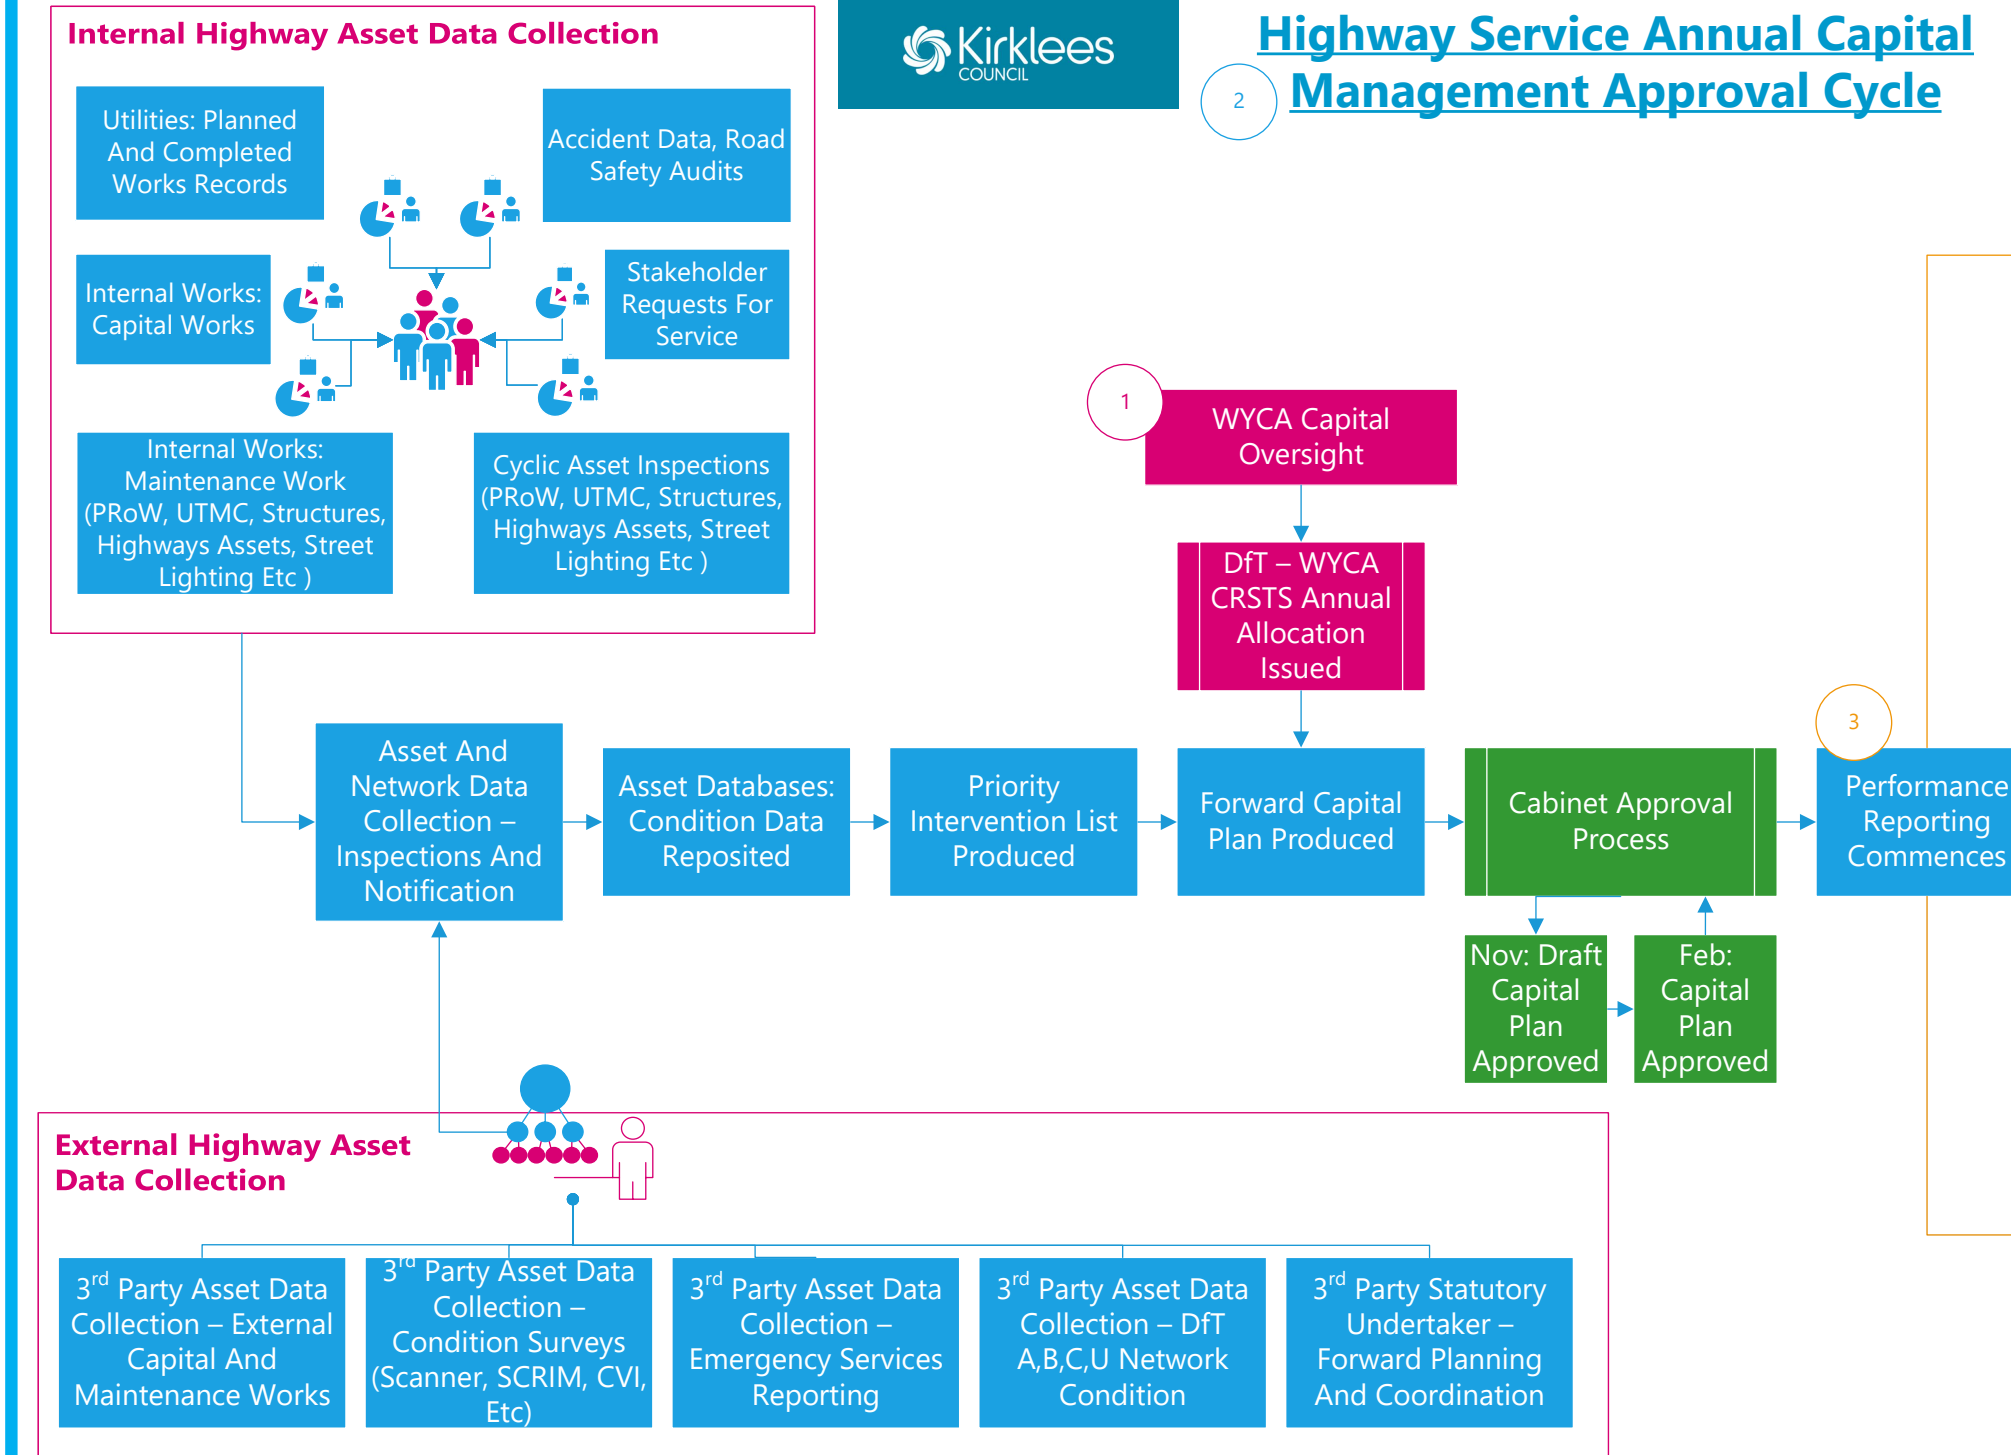 Internal Highway Asset Data Collection
Kirklees
COUNCIL
Highway Service Annual Capital
Management Approval Cycle
2
Utilities: Planned
And Completed
Works Records
Accident Data, Road
Safety Audits
Internal Works:
Capital Works
Stakeholder
Requests For
Service
Internal Works:
Maintenance Work
(PRoW, UTMC, Structures,
Highways Assets, Street
Lighting Etc )
Cyclic Asset Inspections
(PRoW, UTMC, Structures,
Highways Assets, Street
Lighting Etc )
1
WYCA Capital
Oversight
DfT – WYCA
CRSTS Annual
Allocation
Issued
3
Asset And
Network Data
Collection –
Inspections And
Notification
Asset Databases:
Condition Data
Reposited
Priority
Intervention List
Produced
Forward Capital
Plan Produced
Cabinet Approval
Process
Performance
Reporting
Commences
Nov: Draft
Capital
Plan
Approved
Feb:
Capital
Plan
Approved
External Highway Asset
Data Collection
3rd Party Asset Data
Collection – External
Capital And
Maintenance Works
3rd Party Asset Data
Collection –
Condition Surveys
(Scanner, SCRIM, CVI,
Etc)
3rd Party Asset Data
Collection –
Emergency Services
Reporting
3rd Party Asset Data
Collection – DfT
A,B,C,U Network
Condition
3rd Party Statutory
Undertaker –
Forward Planning
And Coordination